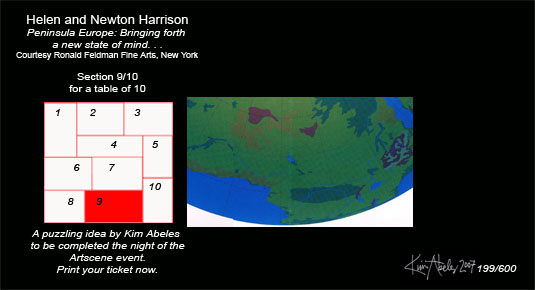 Helen and Newton Harrison
Peninsula Europe: Bringing forth
a new state of mind. . .
Courtesy Ronald Feldman Fine Arts, New York
Section 9/10
for a table of 10
1 2 3
4 5
6 7
8 9 10
A puzzling idea by Kim Abeles
to be completed the night of the
Artscene event.
Print your ticket now.
Kim Abeles 2007 199/600